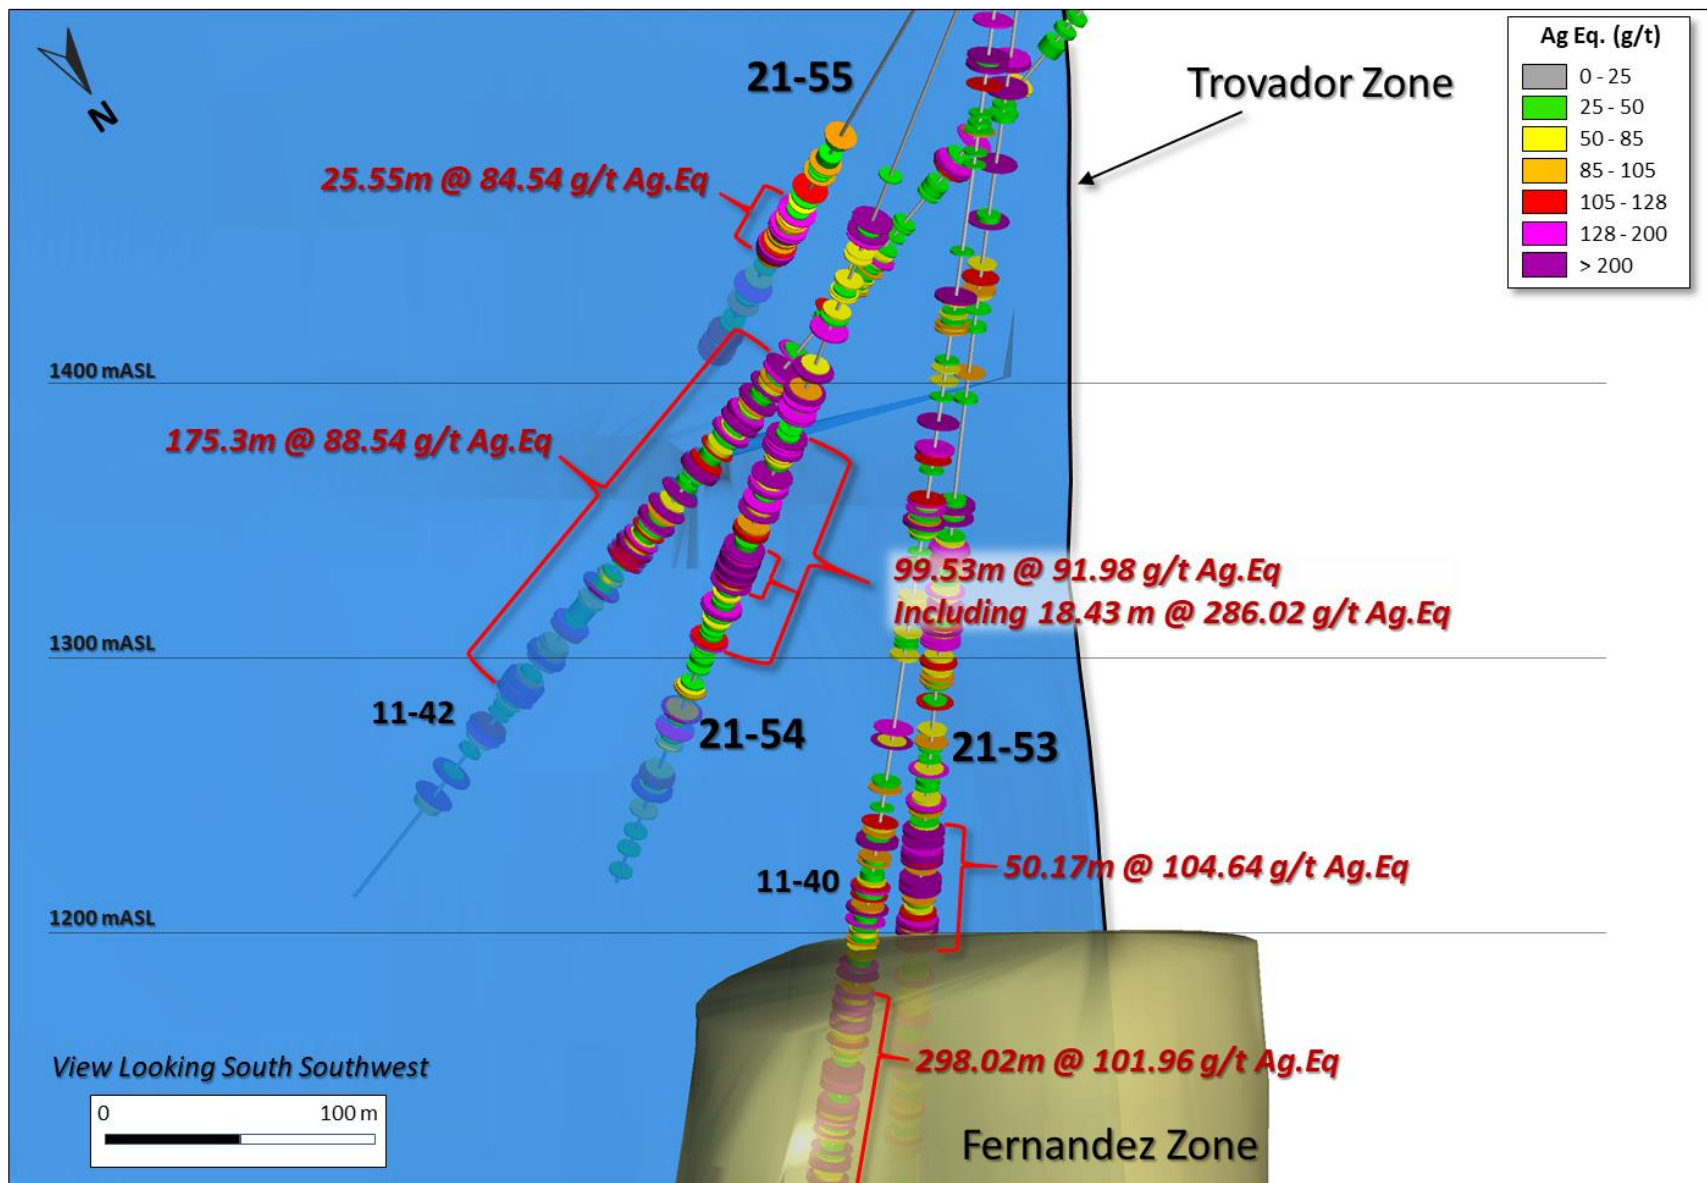 Ag Eq. (g/t)
0 - 25
25 - 50
50 - 85
85 - 105
105 - 128
128 - 200
> 200
N
21-55
Trovador Zone
25.55m @ 84.54 g/t Ag.Eq
1400 mASL
175.3m @ 88.54 g/t Ag.Eq
99.53m @ 91.98 g/t Ag.Eq
Including 18.43 m @ 286.02 g/t Ag.Eq
1300 mASL
11-42
21-54
21-53
50.17m @ 104.64 g/t Ag.Eq
11-40
1200 mASL
298.02m @ 101.96 g/t Ag.Eq
View Looking South Southwest
0 100 m
Fernandez Zone